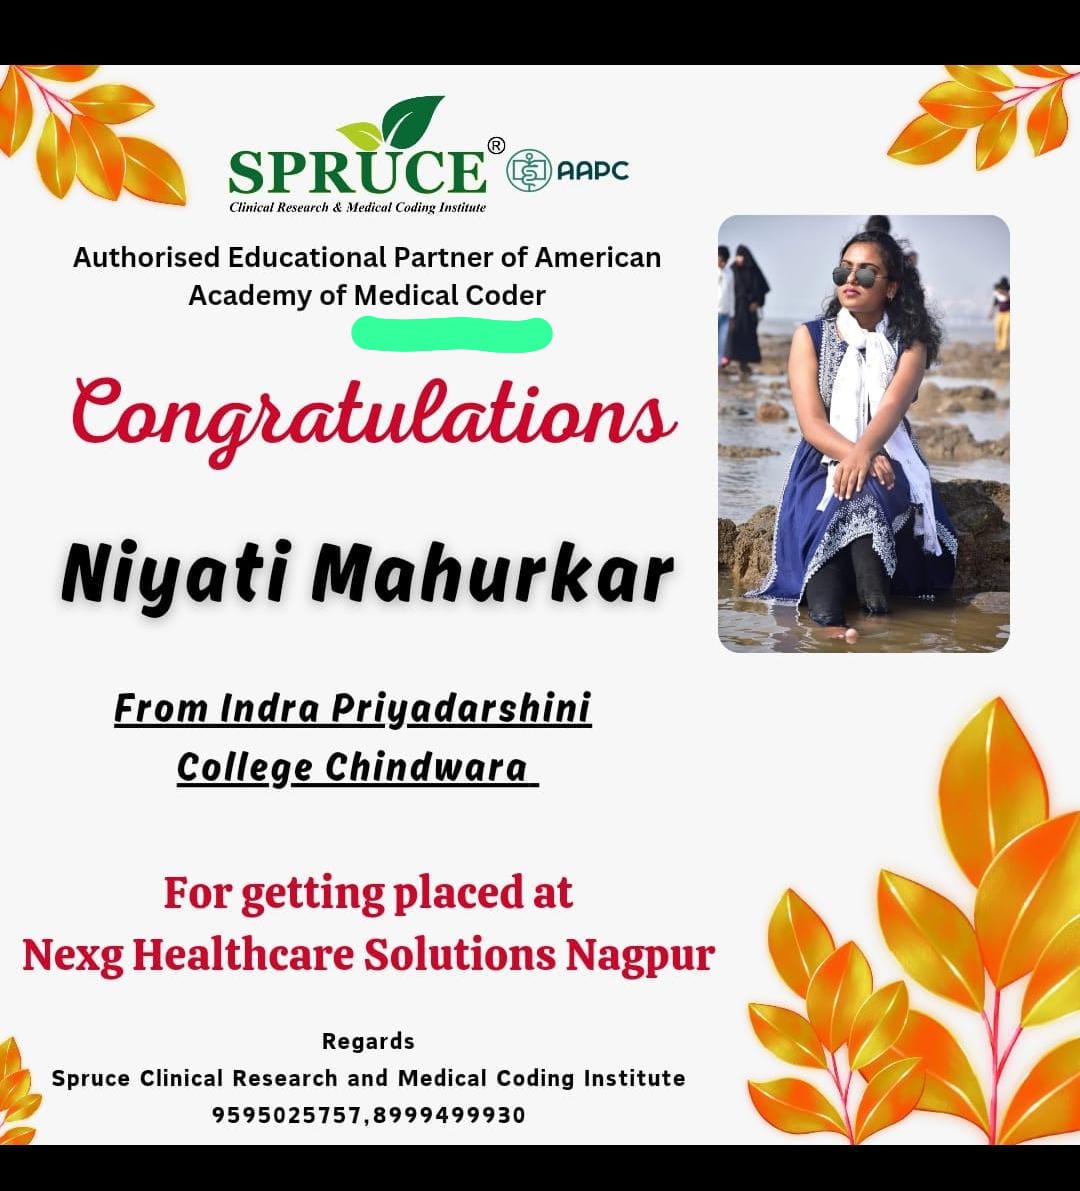 SPRUCE®
AAPC
Clinical Research & Medical Coding Institute
Authorised Educational Partner of American
Academy of Medical Coder
Congratulations
Niyati Mahurkar
From Indra Priyadarshini
College Chindwara
For getting placed at
Nexg Healthcare Solutions Nagpur
Regards
Spruce Clinical Research and Medical Coding Institute
9595025757,8999499930